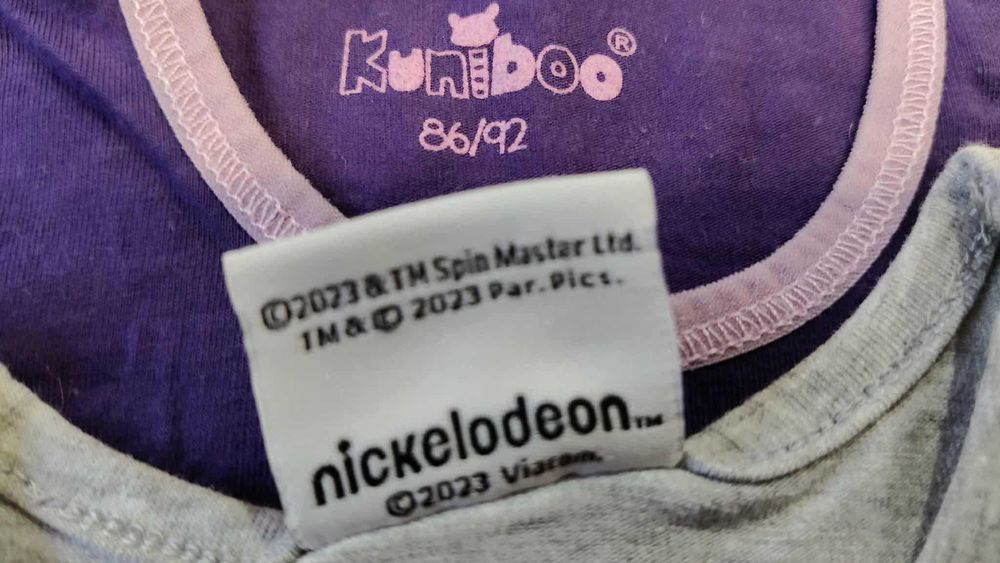 Kuniboo®
86/92
©2023 & TM Spin Master Ltd.
TM & © 2023 Par. Pics.
nickelodeon™
©2023 Viacom.